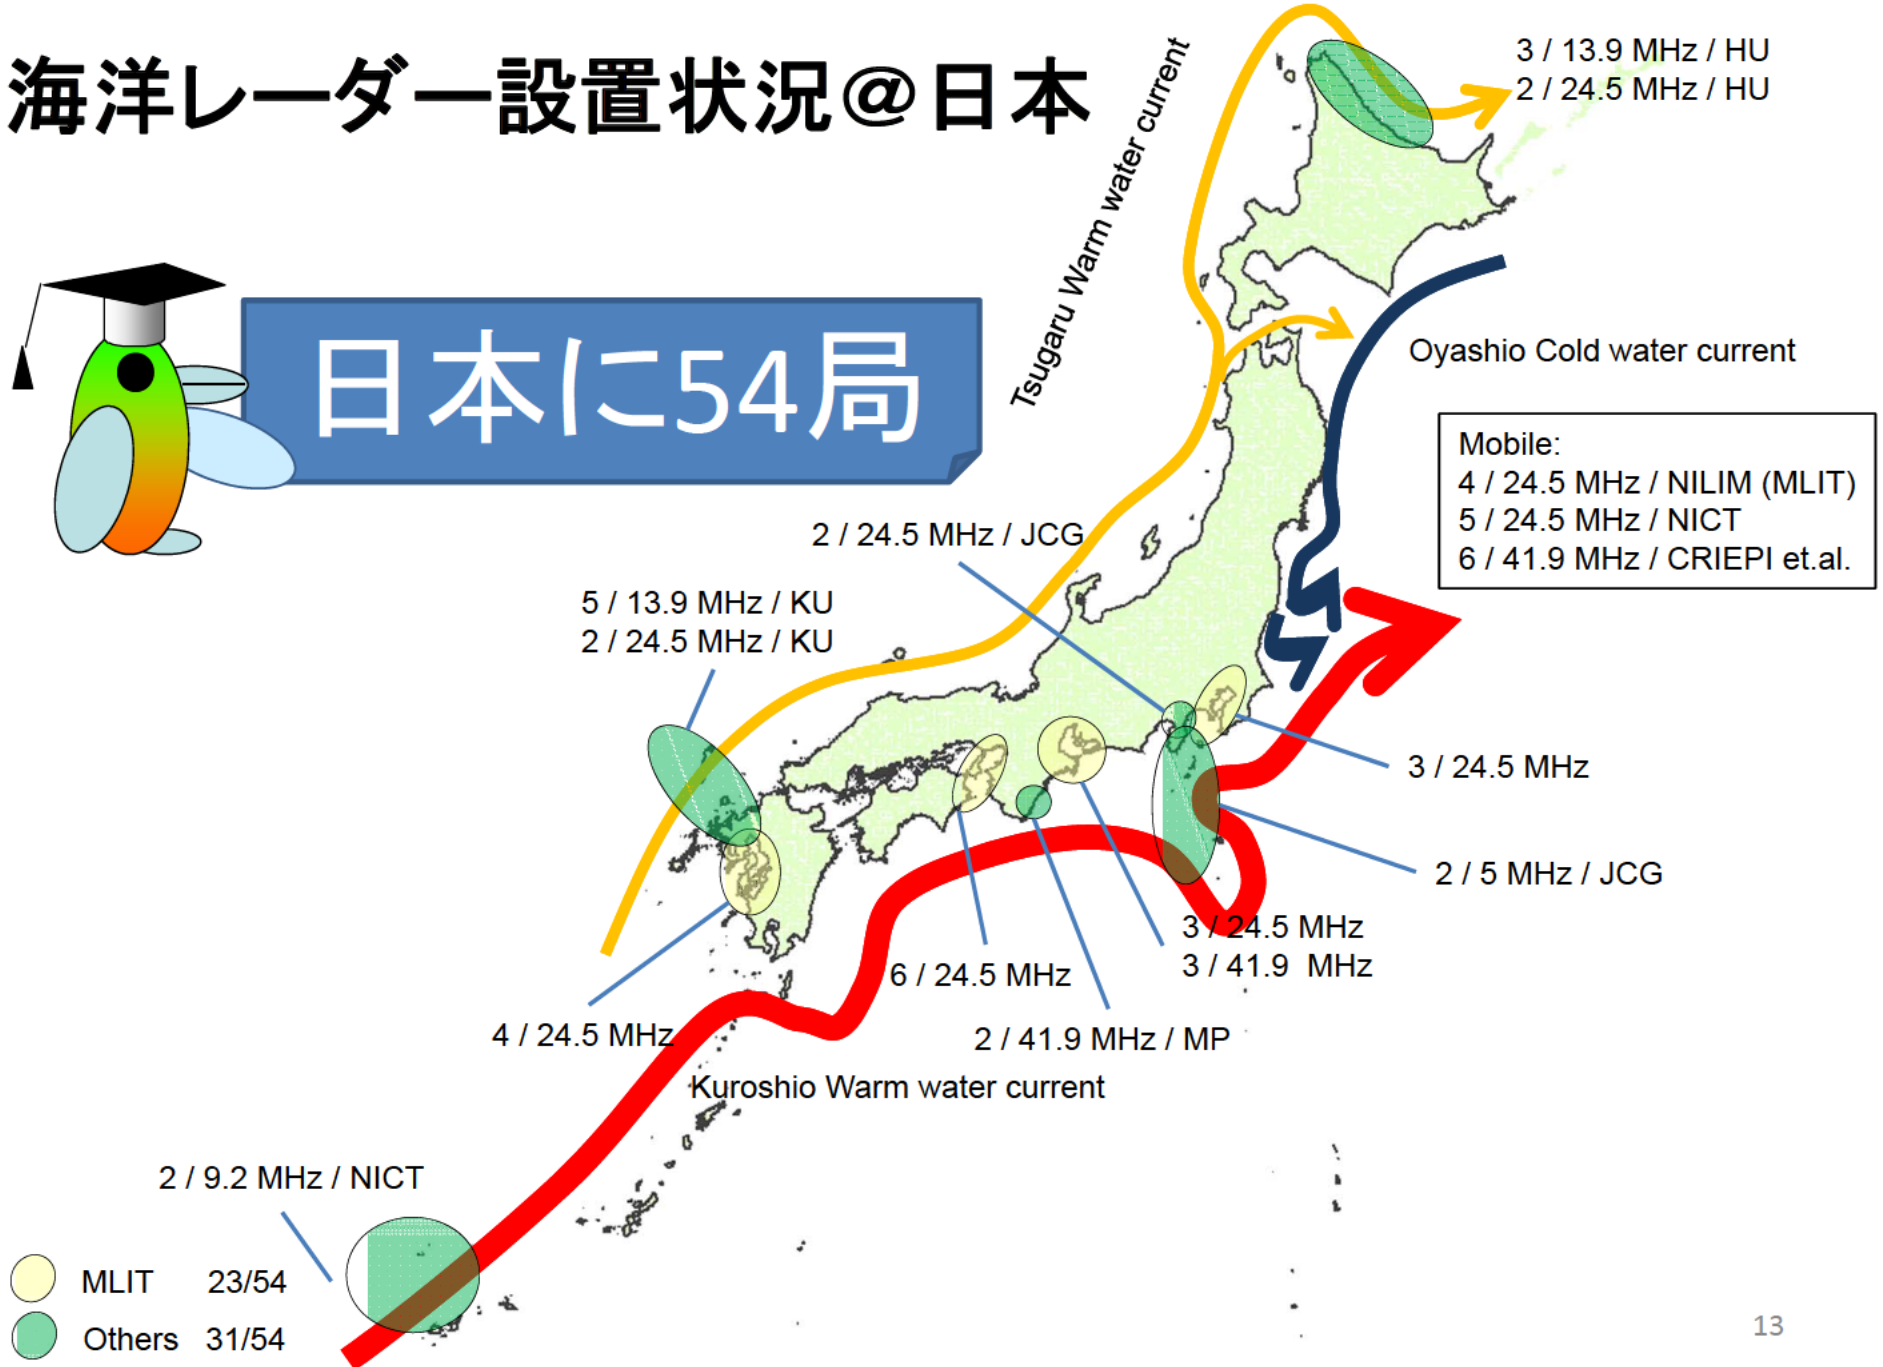 海洋レーダー設置状況@日本
3 / 13.9 MHz / HU
2 / 24.5 MHz / HU
Tsugaru Warm water current
日本に54局
Oyashio Cold water current
Mobile:
4 / 24.5 MHz / NILIM (MLIT)
5 / 24.5 MHz / NICT
6 / 41.9 MHz / CRIEPI et.al.
2 / 24.5 MHz / JCG
5 / 13.9 MHz / KU
2 / 24.5 MHz / KU
3 / 24.5 MHz
2 / 5 MHz / JCG
3 / 24.5 MHz
3 / 41.9 MHz
6 / 24.5 MHz
4 / 24.5 MHz
2 / 41.9 MHz / MP
Kuroshio Warm water current
2 / 9.2 MHz / NICT
MLIT 23/54
Others 31/54
13